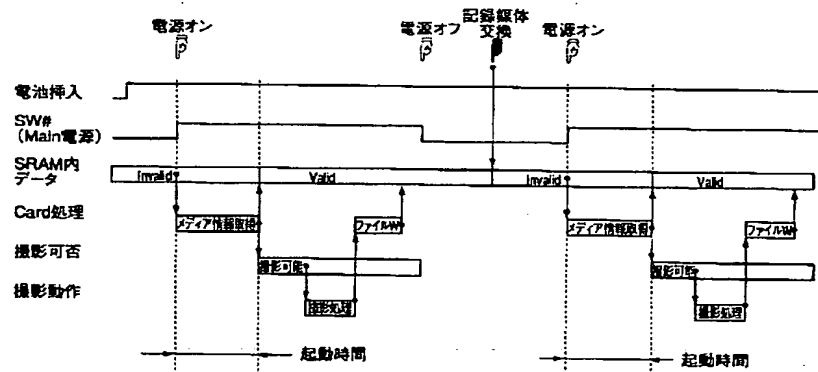 電源オン
電源オフ
記録媒体
交換
電源オン
電池挿入
SW#
(Main電源)
SRAM内
データ
Invalid
Valid
Invalid
Valid
Card処理
メディア情報取得
ファイルW
メディア情報取得
ファイルW
撮影可否
撮影可能
撮影可能
撮影動作
撮影処理
撮影処理
起動時間
起動時間